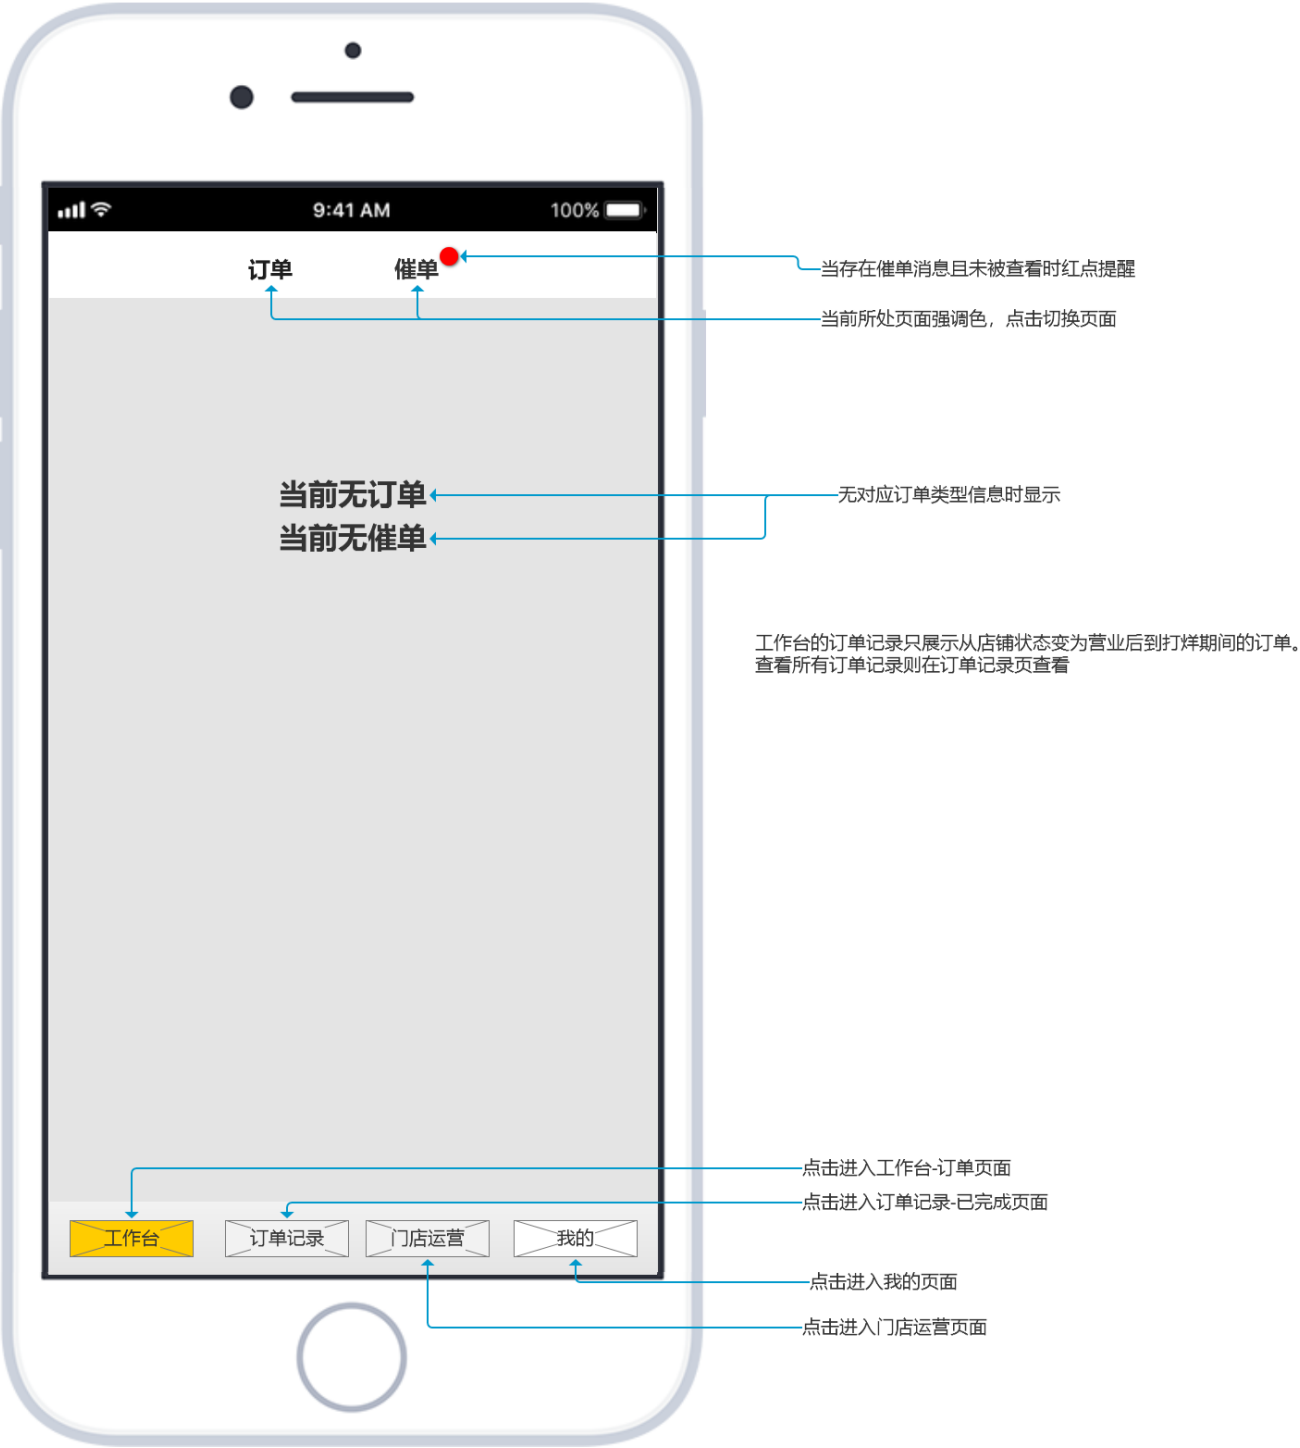 9:41 AM
100%
订单
催单
当存在催单消息且未被查看时红点提醒
当前所处页面强调色，点击切换页面
当前无订单
无对应订单类型信息时显示
当前无催单
工作台的订单记录只展示从店铺状态变为营业后到打烊期间的订单。
查看所有订单记录则在订单记录页查看
点击进入工作台-订单页面
点击进入订单记录-已完成页面
工作台
订单记录
门店运营
我的
点击进入我的页面
点击进入门店运营页面